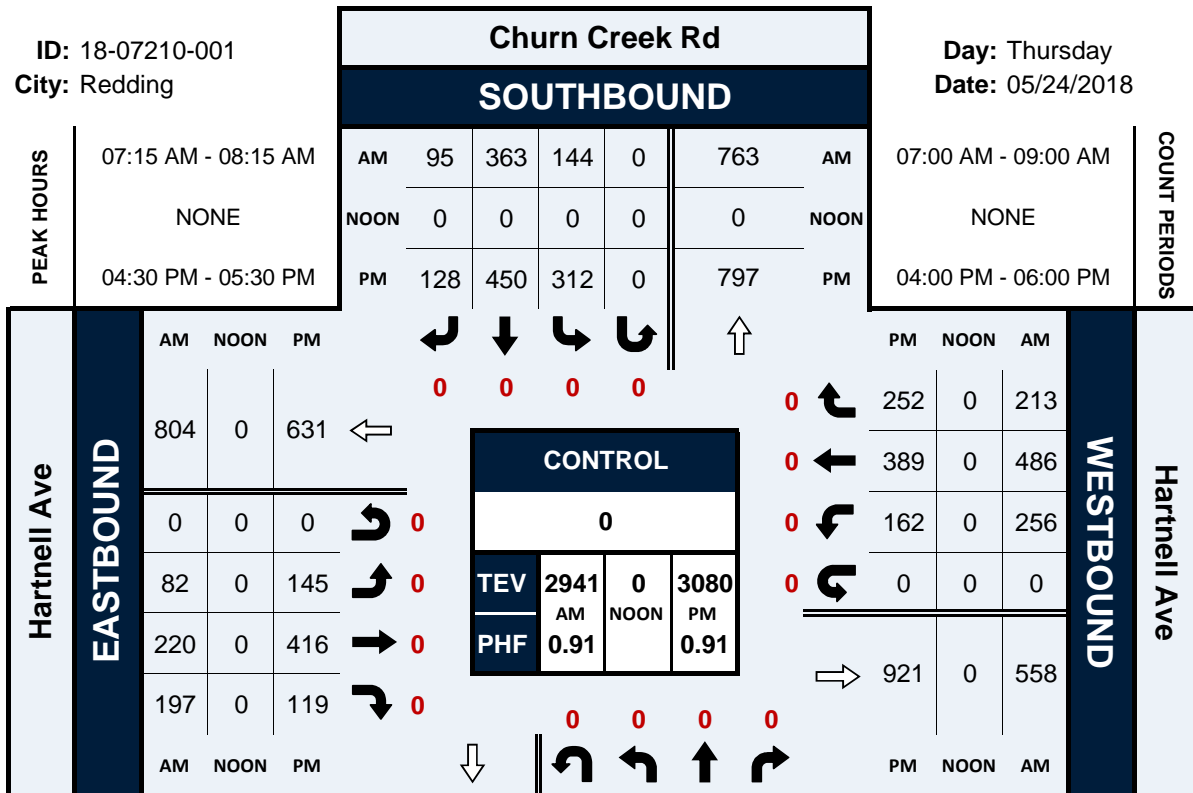 Churn Creek Rd
SOUTHBOUND
ID: 18-07210-001
City: Redding
Day: Thursday
Date: 05/24/2018
PEAK HOURS
07:15 AM - 08:15 AM
NONE
04:30 PM - 05:30 PM
AM 95 363 144 0 763 AM
NOON 0 0 0 0 0 NOON
PM 128 450 312 0 797 PM
07:00 AM - 09:00 AM
NONE
04:00 PM - 06:00 PM
COUNT PERIODS
0 0 0 0
Hartnell Ave
EASTBOUND
AM NOON PM
804 0 631
0 0 0 0
82 0 145 0
220 0 416 0
197 0 119 0
AM NOON PM
CONTROL
0
TEV 2941 0 3080
AM NOON PM
PHF 0.91 0.91
PM NOON AM
0 252 0 213
0 389 0 486
0 162 0 256
0 0 0 0
921 0 558
PM NOON AM
WESTBOUND
Hartnell Ave
0 0 0 0